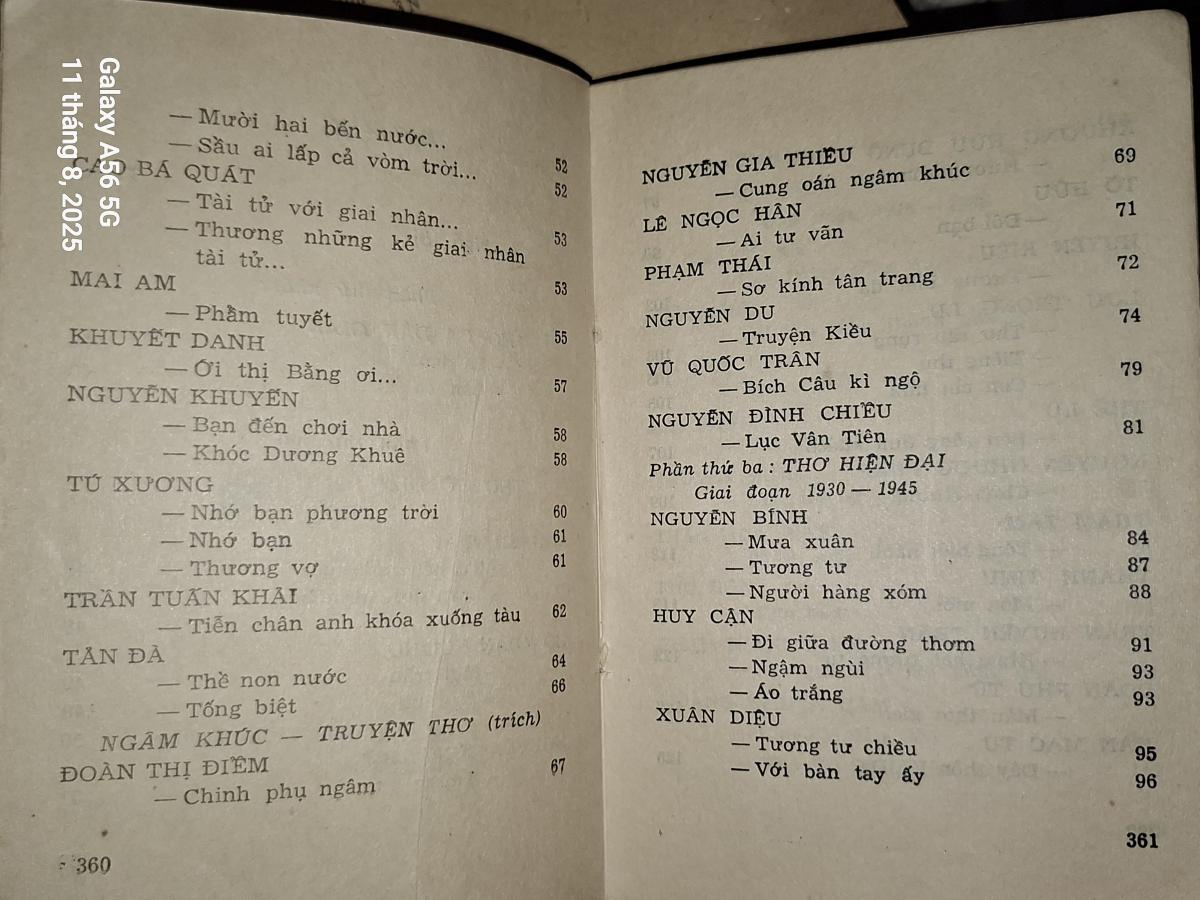 Galaxy A56 5G
11 tháng 8, 2025
— Mười hai bến nước...
— Sầu ai lấp cả vòm trời... 52
CAO BÁ QUÁT 52
— Tài tử với giai nhân...
— Thương những kẻ giai nhân 53
tài tử...
MAI AM 53
— Phẩm tuyết
KHUYẾT DANH 55
— Ới thị Bằng ơi...
NGUYỄN KHUYẾN 57
— Bạn đến chơi nhà 58
— Khóc Dương Khuê 58
TÚ XƯƠNG
— Nhớ bạn phương trời 60
— Nhớ bạn 61
— Thương vợ 61
TRẦN TUẤN KHẢI
— Tiễn chân anh khóa xuống tàu 62
TẢN ĐÀ
— Thề non nước 64
— Tống biệt 66
NGÂM KHÚC — TRUYỆN THƠ (trích)
ĐOÀN THỊ ĐIỂM 67
— Chinh phụ ngâm
360
NGUYỄN GIA THIỀU
— Cung oán ngâm khúc 69
LÊ NGỌC HÂN
— Ai tư vãn 71
PHẠM THÁI
— Sơ kính tân trang 72
NGUYỄN DU
— Truyện Kiều 74
VŨ QUỐC TRÂN
— Bích Câu kì ngộ 79
NGUYỄN ĐÌNH CHIỂU
— Lục Vân Tiên 81
Phần thứ ba : THƠ HIỆN ĐẠI
Giai đoạn 1930 — 1945
NGUYỄN BÍNH
— Mưa xuân 84
— Tương tư 87
— Người hàng xóm 88
HUY CẬN
— Đi giữa đường thơm 91
— Ngậm ngùi 93
— Áo trắng 93
XUÂN DIỆU
— Tương tư chiều 95
— Với bàn tay ấy 96
361